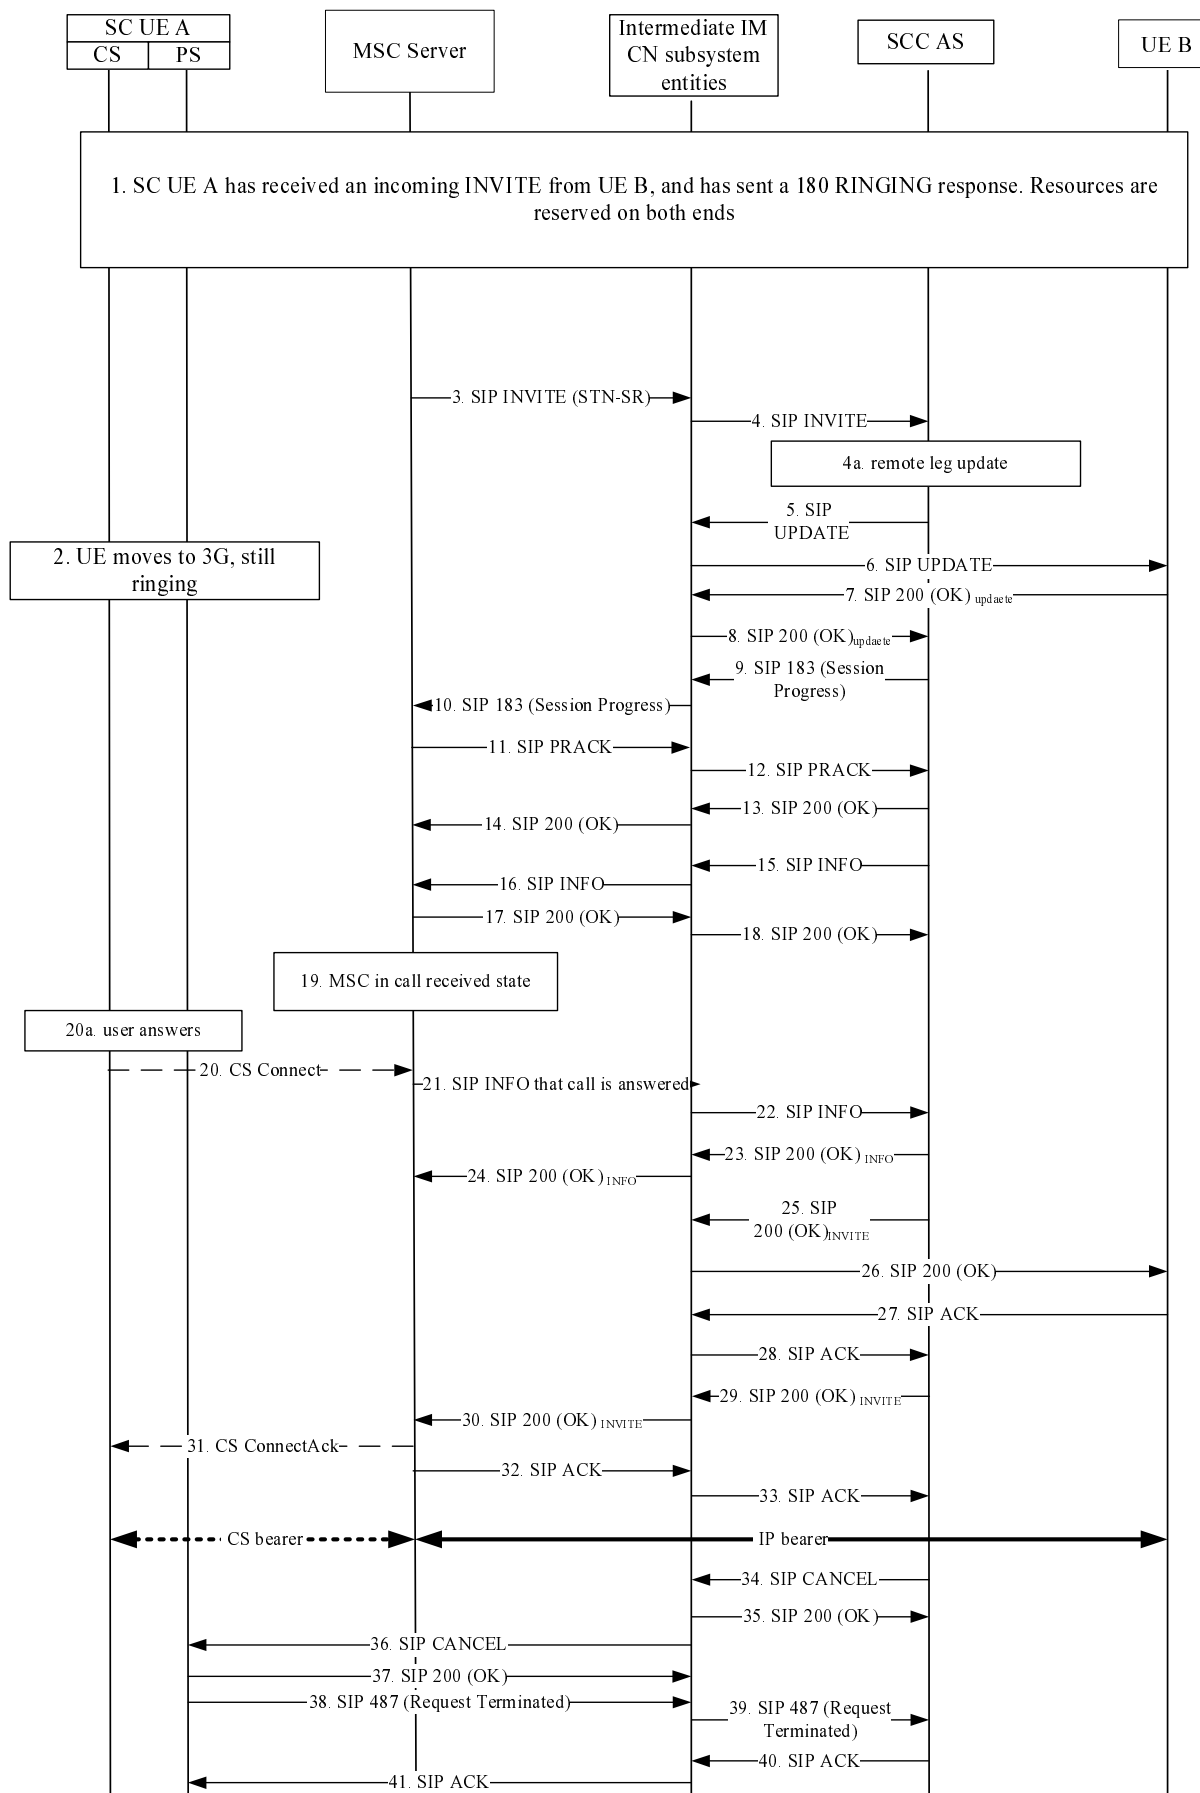 SC UE A
CS
PS
MSC Server
Intermediate IM
CN subsystem
entities
SCC AS
UE B
1. SC UE A has received an incoming INVITE from UE B, and has sent a 180 RINGING response. Resources are
reserved on both ends
3. SIP INVITE (STN-SR)
4. SIP INVITE
4a. remote leg update
5. SIP
UPDATE
2. UE moves to 3G, still
ringing
6. SIP UPDATE
7. SIP 200 (OK) updaete
8. SIP 200 (OK)updaete
9. SIP 183 (Session
Progress)
10. SIP 183 (Session Progress)
11. SIP PRACK
12. SIP PRACK
13. SIP 200 (OK)
14. SIP 200 (OK)
15. SIP INFO
16. SIP INFO
17. SIP 200 (OK)
18. SIP 200 (OK)
19. MSC in call received state
20a. user answers
20. CS Connect
21. SIP INFO that call is answered
22. SIP INFO
23. SIP 200 (OK) INFO
24. SIP 200 (OK) INFO
25. SIP
200 (OK)INVITE
26. SIP 200 (OK)
27. SIP ACK
28. SIP ACK
29. SIP 200 (OK) INVITE
30. SIP 200 (OK) INVITE
31. CS ConnectAck
32. SIP ACK
33. SIP ACK
CS bearer
IP bearer
34. SIP CANCEL
35. SIP 200 (OK)
36. SIP CANCEL
37. SIP 200 (OK)
38. SIP 487 (Request Terminated)
39. SIP 487 (Request
Terminated)
40. SIP ACK
41. SIP ACK